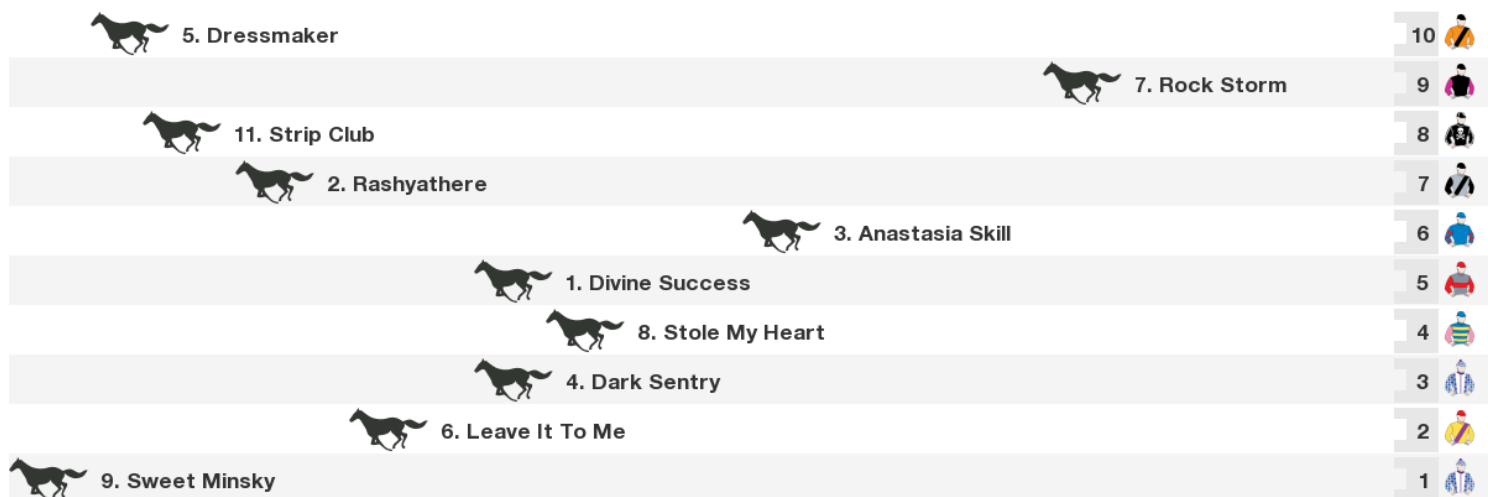 5. Dressmaker 10
7. Rock Storm 9
11. Strip Club 8
2. Rashyathere 7
3. Anastasia Skill 6
1. Divine Success 5
8. Stole My Heart 4
4. Dark Sentry 3
6. Leave It To Me 2
9. Sweet Minsky 1